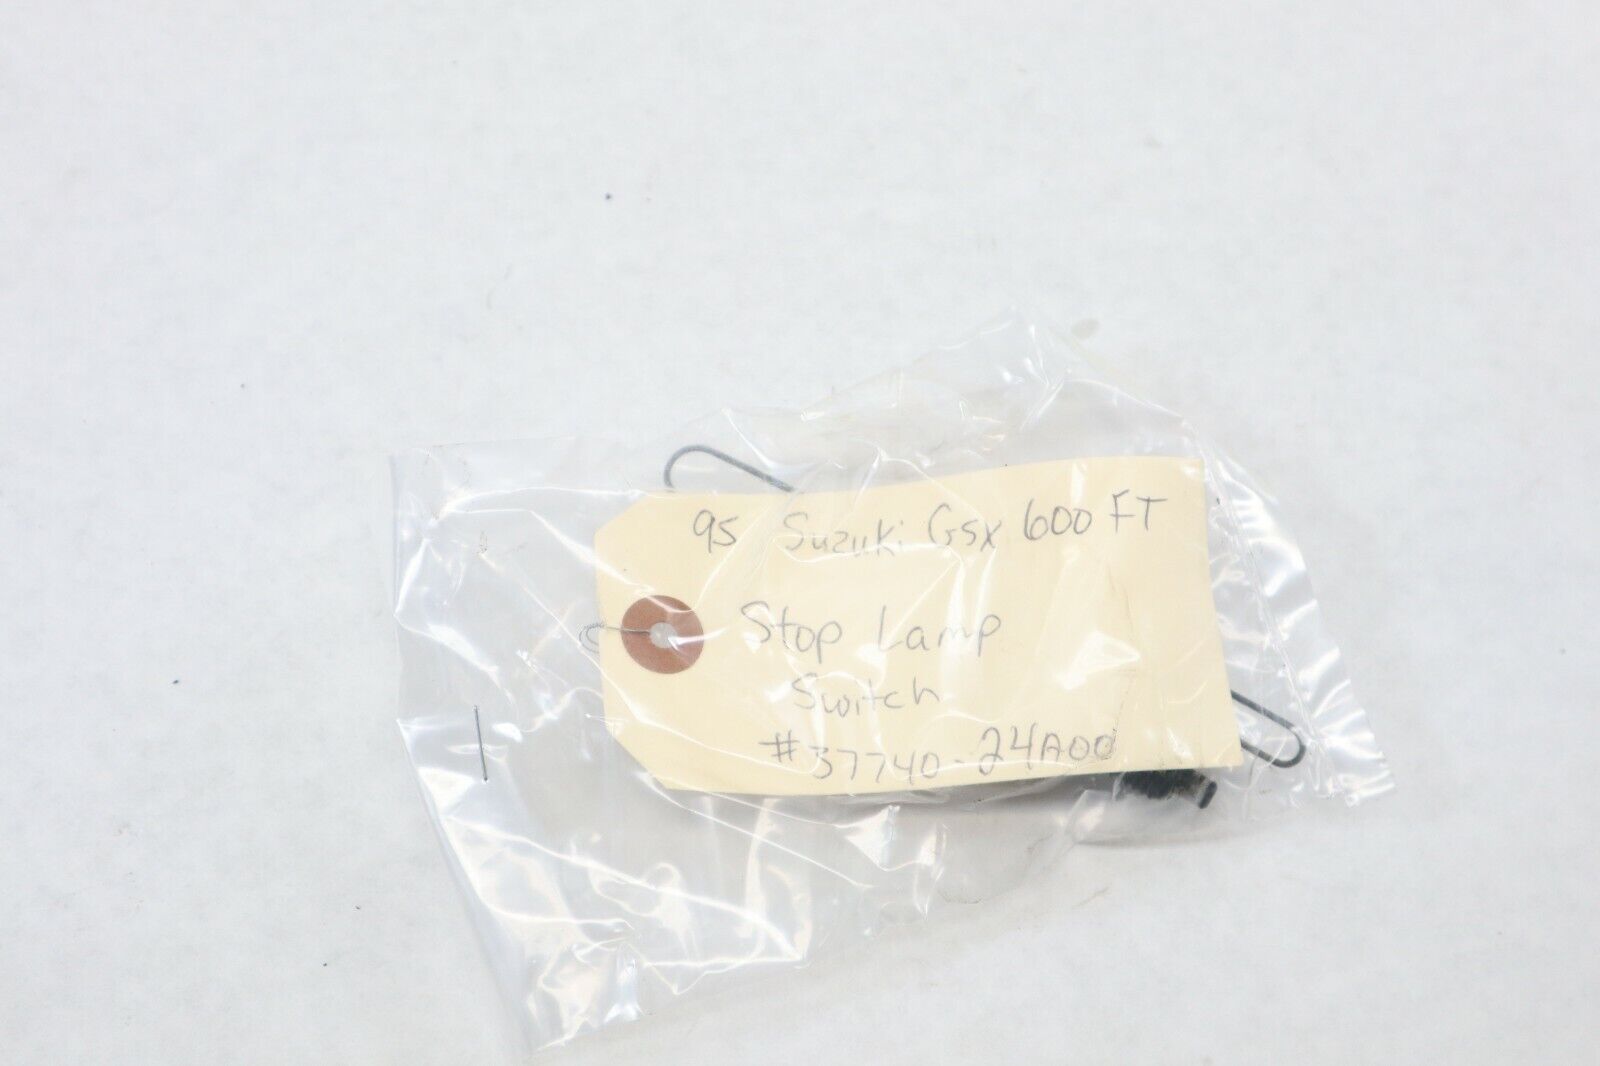 95 Suzuki Gsx 600 FT
Stop Lamp
Switch
#37740-24A00